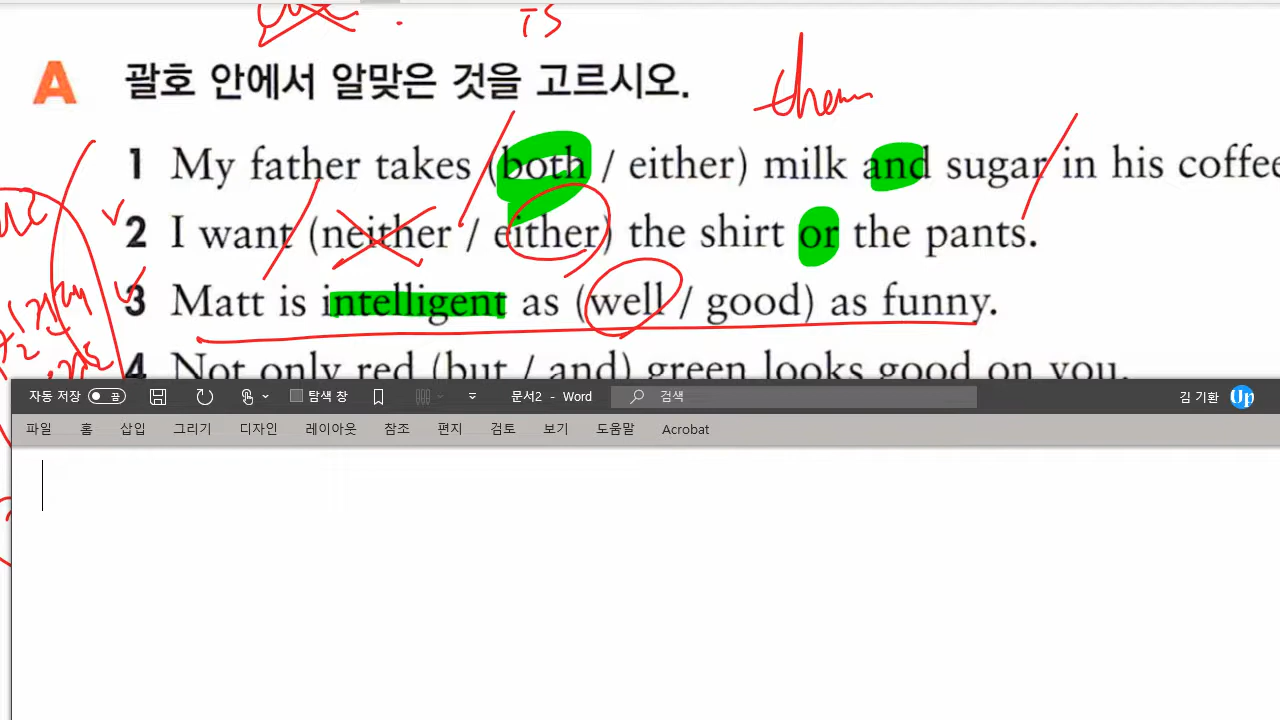 is
them
A 괄호 안에서 알맞은 것을 고르시오.
1 My father takes (both / either) milk and sugar in his coffee
2 I want (neither / either) the shirt or the pants.
3 Matt is intelligent as (well / good) as funny.
4 Not only red (but / and) green looks good on you.
자동 저장 끔 탐색 창 문서2 - Word 검색 김 기환 Up
파일 홈 삽입 그리기 디자인 레이아웃 참조 편지 검토 보기 도움말 Acrobat